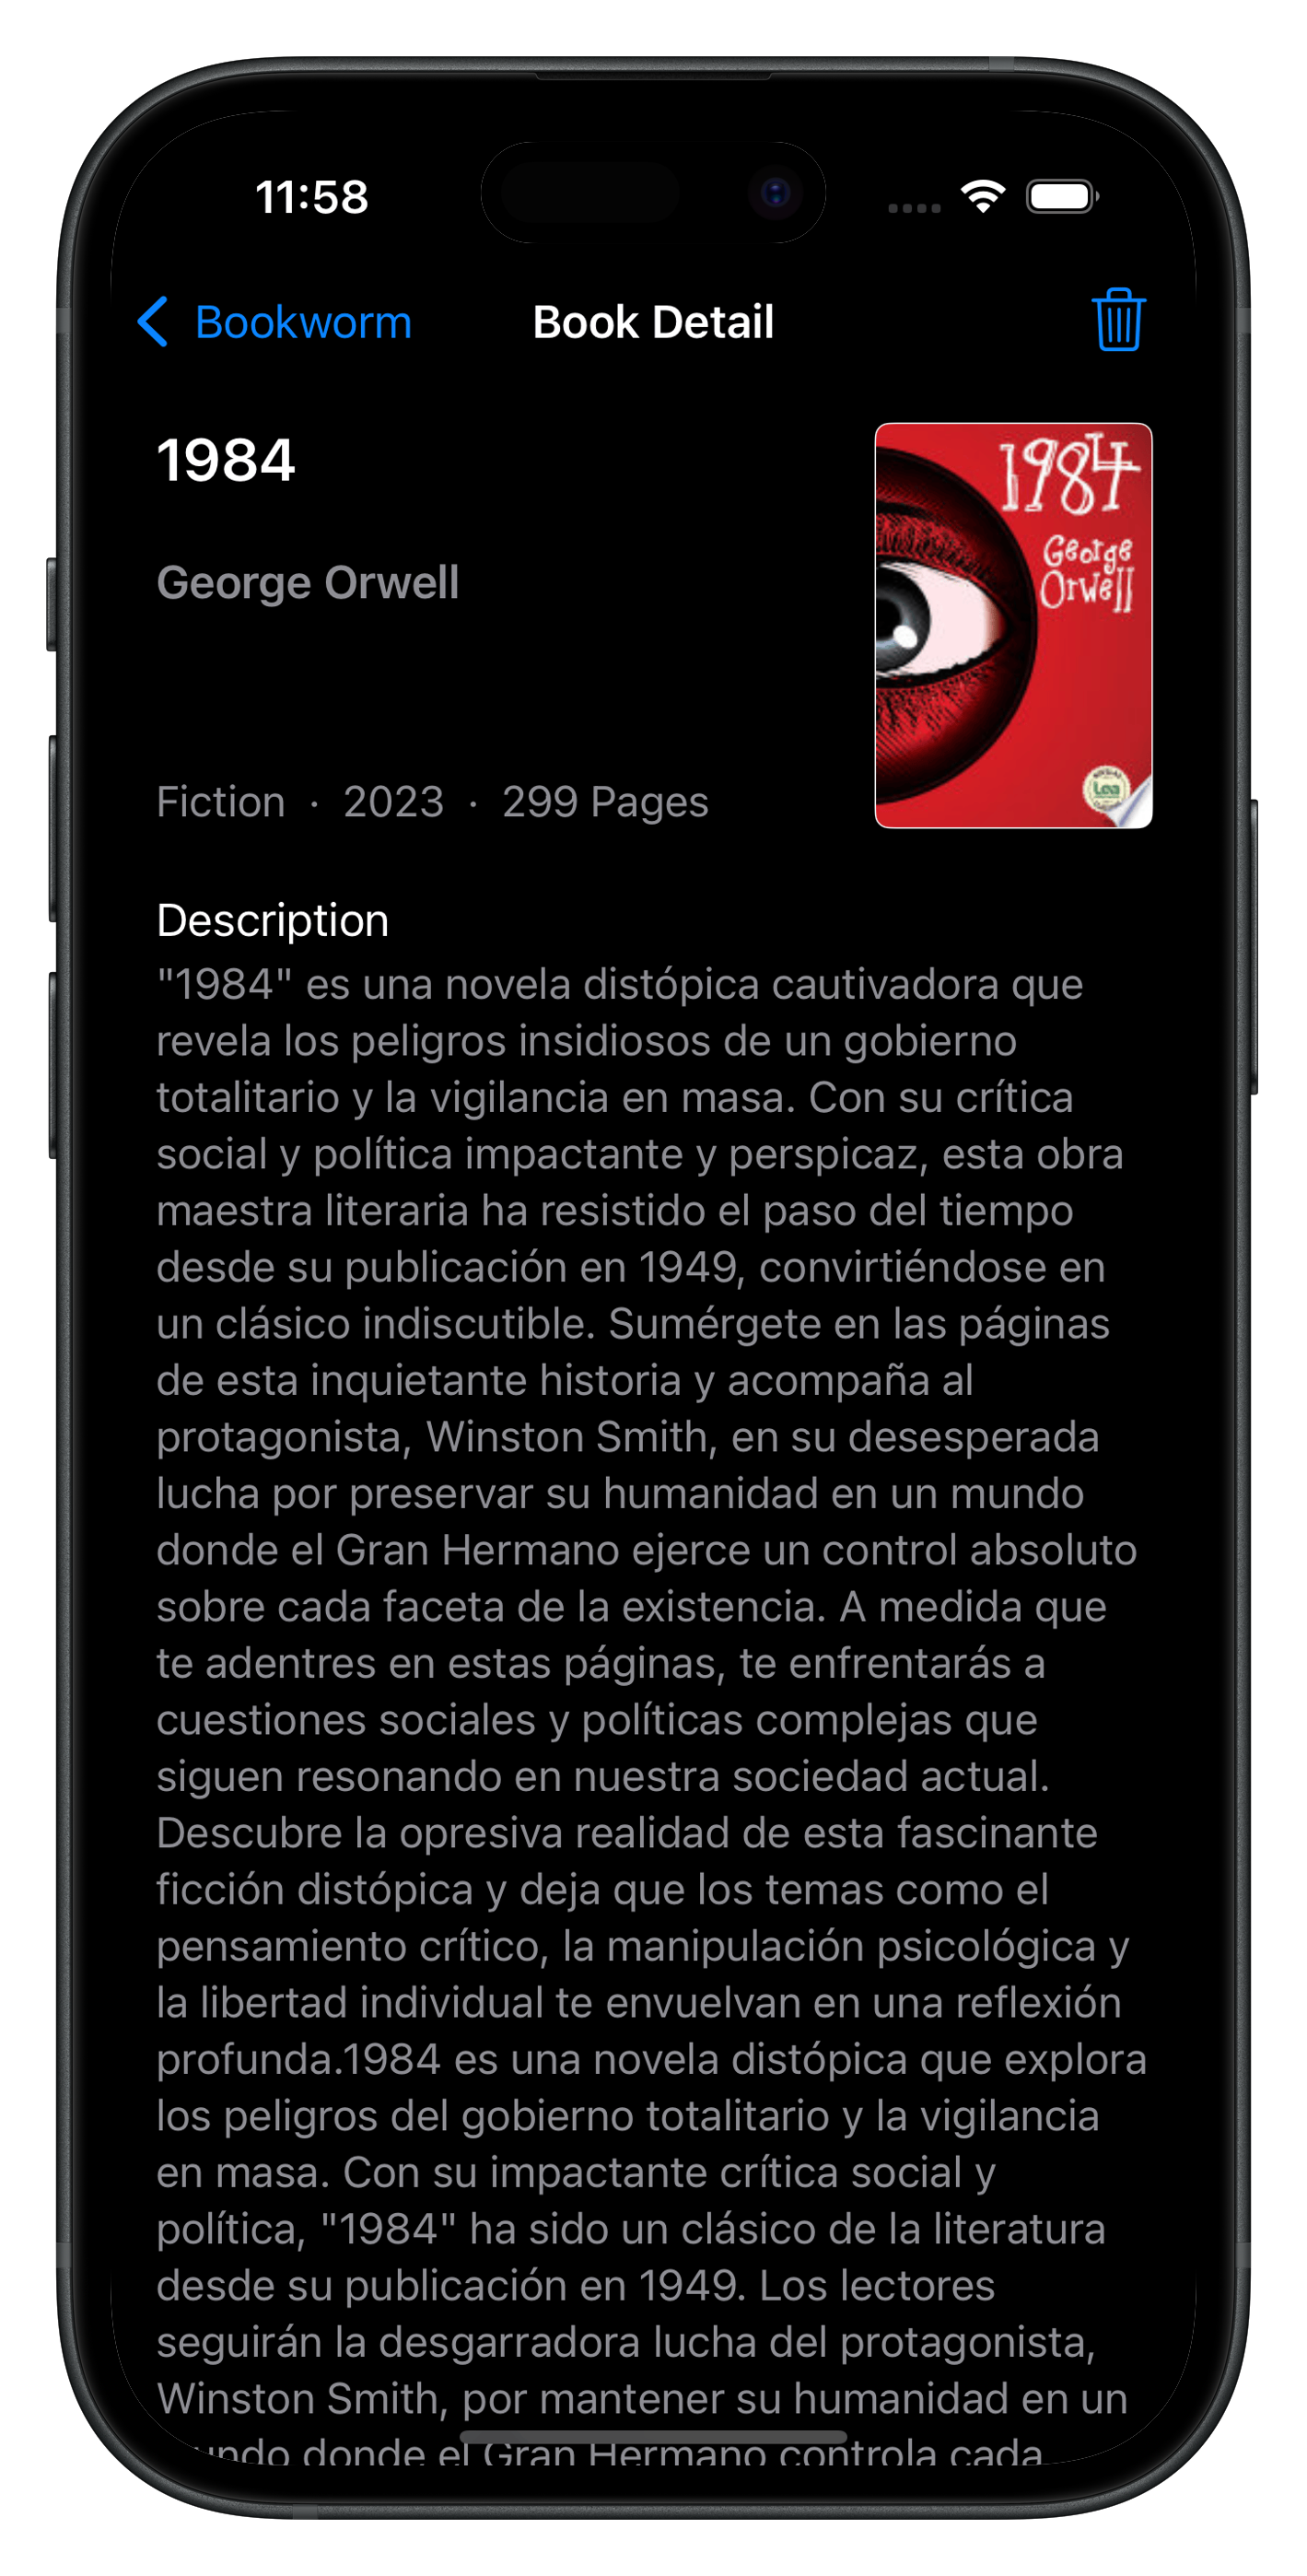 11:58
Bookworm
Book Detail
1984
George Orwell
1984
George
Orwell
Lea
Fiction · 2023 · 299 Pages
Description
"1984" es una novela distópica cautivadora que
revela los peligros insidiosos de un gobierno
totalitario y la vigilancia en masa. Con su crítica
social y política impactante y perspicaz, esta obra
maestra literaria ha resistido el paso del tiempo
desde su publicación en 1949, convirtiéndose en
un clásico indiscutible. Sumérgete en las páginas
de esta inquietante historia y acompaña al
protagonista, Winston Smith, en su desesperada
lucha por preservar su humanidad en un mundo
donde el Gran Hermano ejerce un control absoluto
sobre cada faceta de la existencia. A medida que
te adentres en estas páginas, te enfrentarás a
cuestiones sociales y políticas complejas que
siguen resonando en nuestra sociedad actual.
Descubre la opresiva realidad de esta fascinante
ficción distópica y deja que los temas como el
pensamiento crítico, la manipulación psicológica y
la libertad individual te envuelvan en una reflexión
profunda.1984 es una novela distópica que explora
los peligros del gobierno totalitario y la vigilancia
en masa. Con su impactante crítica social y
política, "1984" ha sido un clásico de la literatura
desde su publicación en 1949. Los lectores
seguirán la desgarradora lucha del protagonista,
Winston Smith, por mantener su humanidad en un
mundo donde el Gran Hermano controla cada